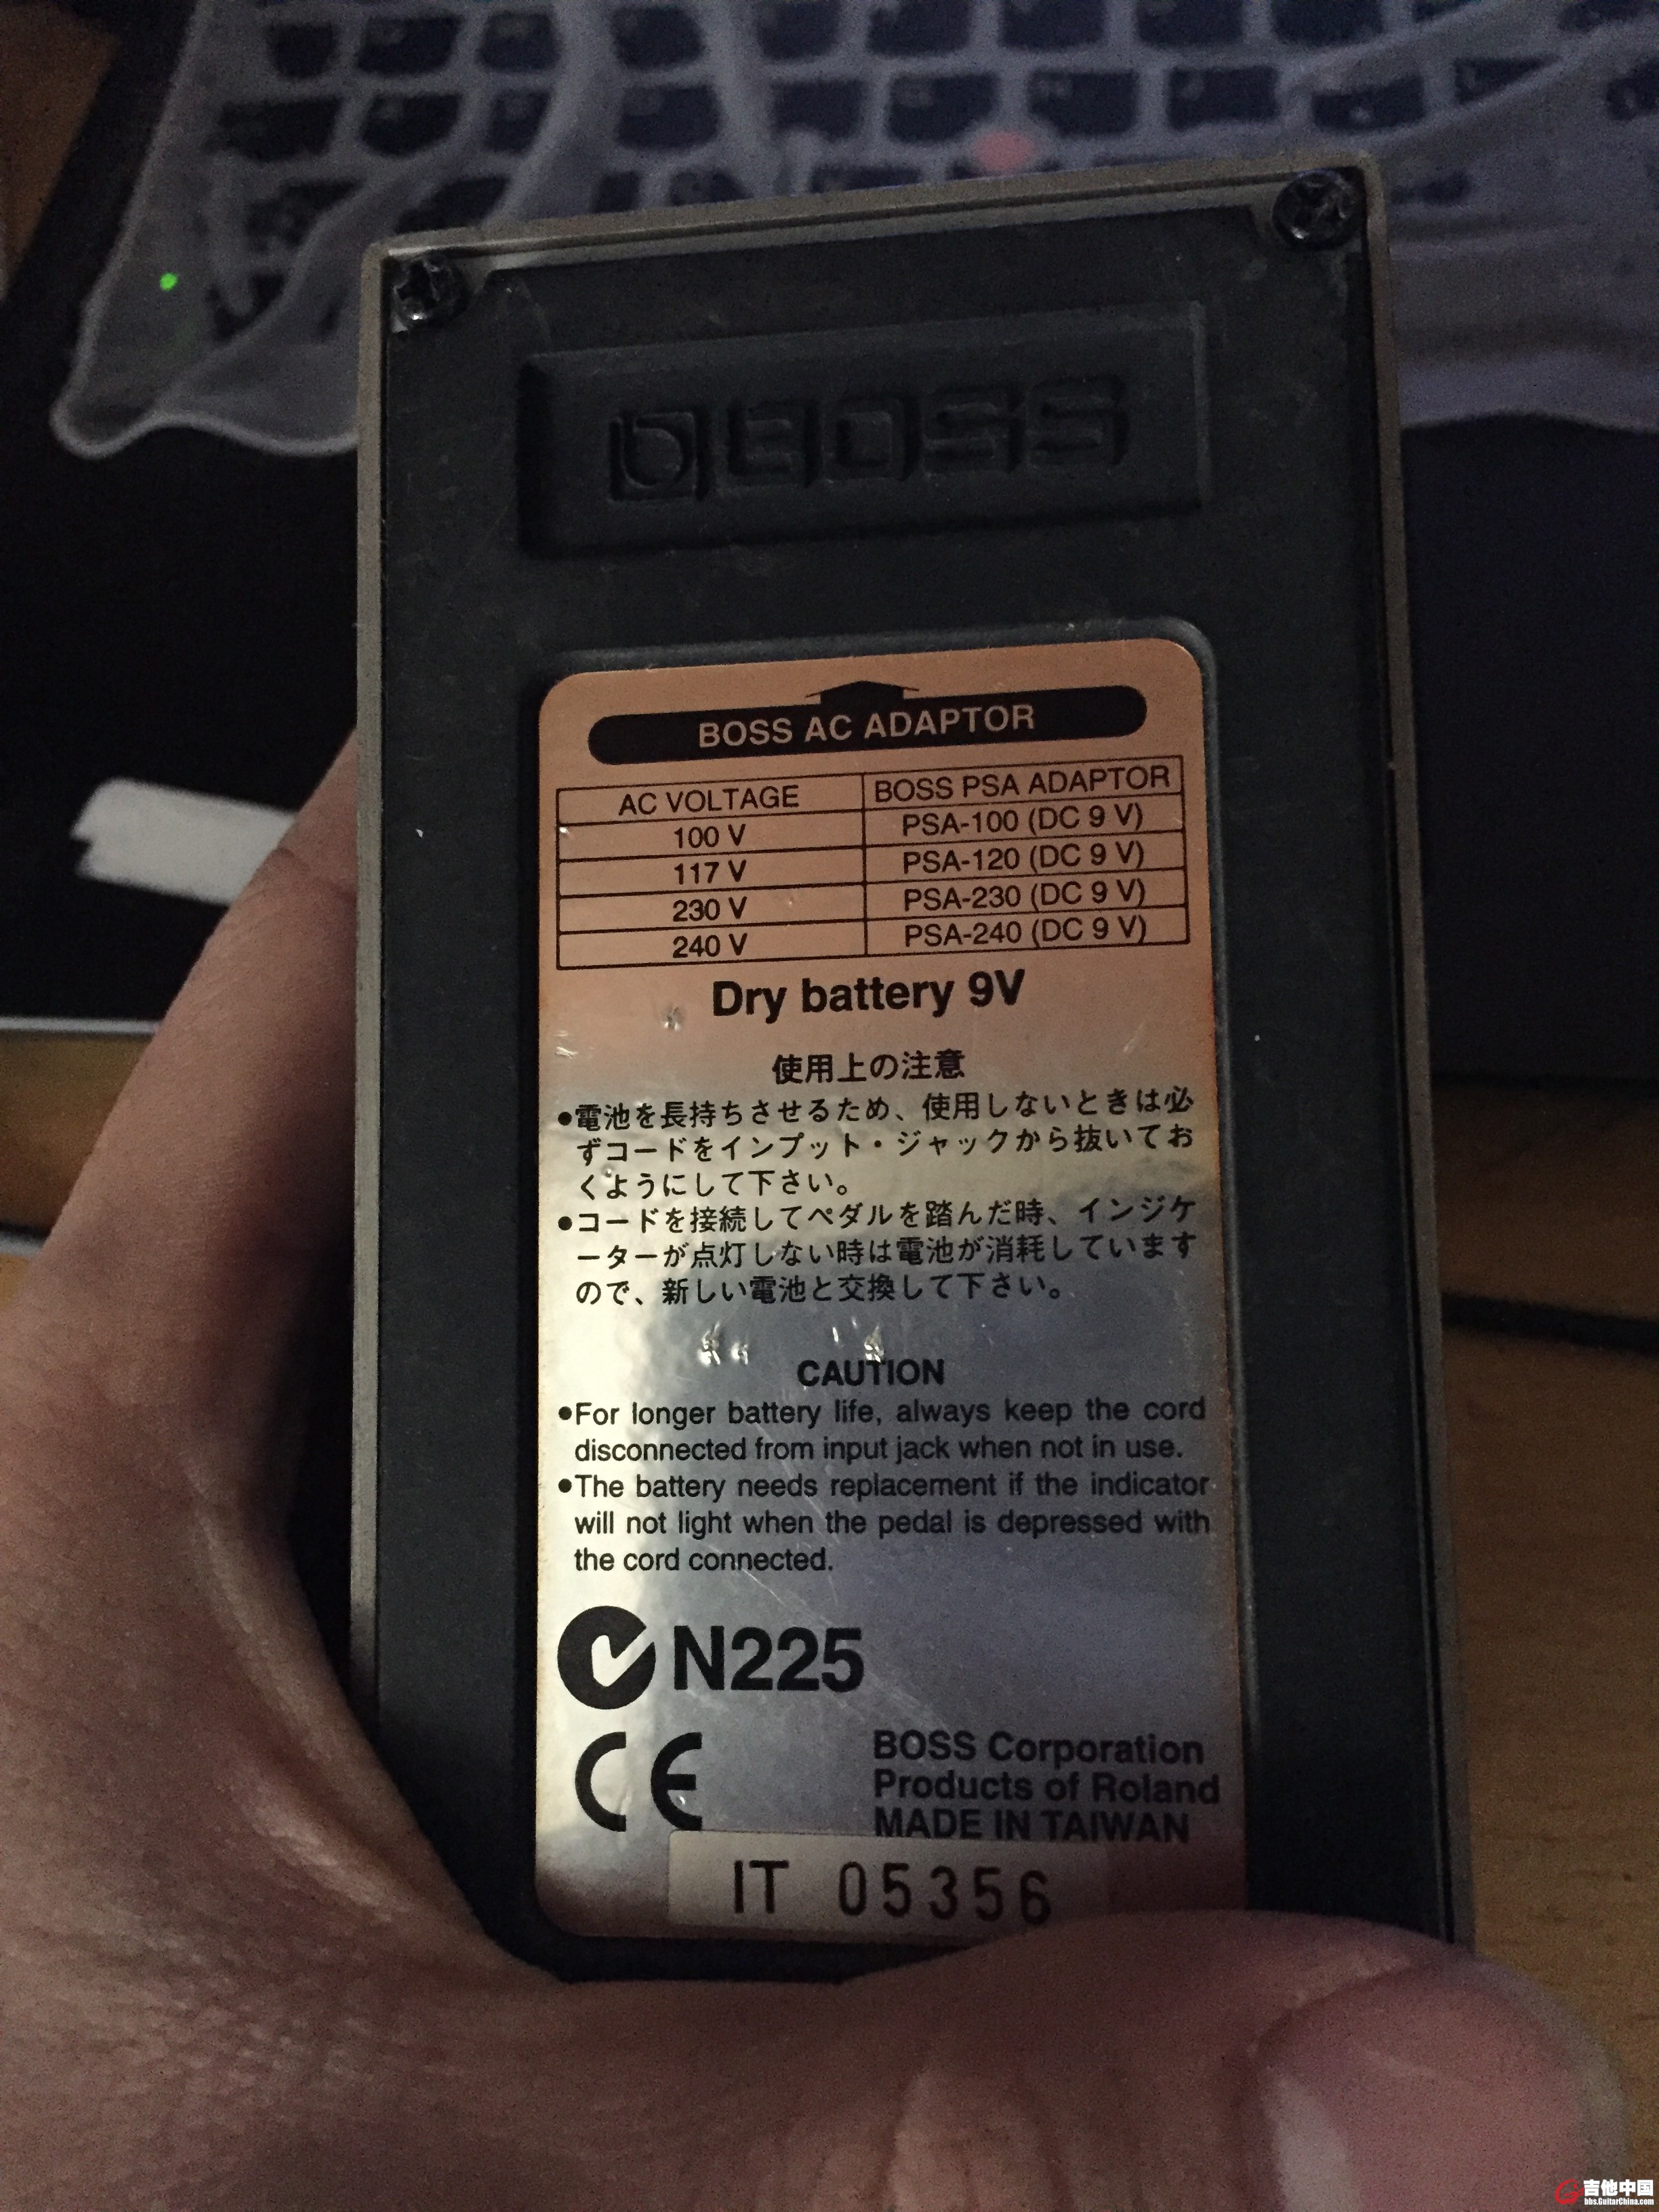 BOSS
BOSS AC ADAPTOR
AC VOLTAGE BOSS PSA ADAPTOR
100 V PSA-100 (DC 9 V)
117 V PSA-120 (DC 9 V)
230 V PSA-230 (DC 9 V)
240 V PSA-240 (DC 9 V)
Dry battery 9V
使用上の注意
●電池を長持ちさせるため、使用しないときは必
ずコードをインプット・ジャックから抜いてお
くようにして下さい。
●コードを接続してペダルを踏んだ時、インジケ
ーターが点灯しない時は電池が消耗しています
ので、新しい電池と交換して下さい。
CAUTION
●For longer battery life, always keep the cord
disconnected from input jack when not in use.
●The battery needs replacement if the indicator
will not light when the pedal is depressed with
the cord connected.
N225
CE
BOSS Corporation
Products of Roland
MADE IN TAIWAN
IT 05356
吉他中国
bbs.GuitarChina.com